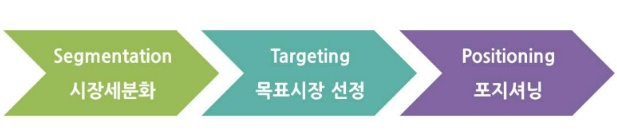 Segmentation
시장세분화
Targeting
목표시장 선정
Positioning
포지셔닝